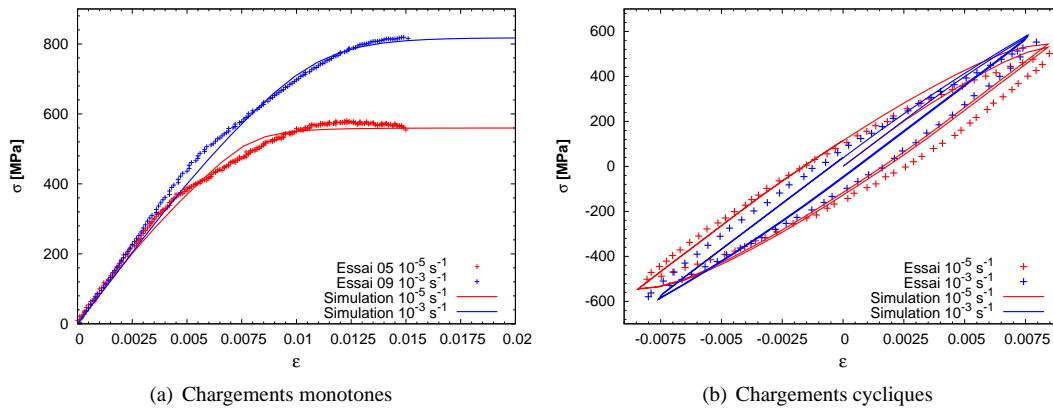 800
600
400
200
0
σ [MPa]
Essai 05 10⁻⁵ s⁻¹
Essai 09 10⁻³ s⁻¹
Simulation 10⁻⁵ s⁻¹
Simulation 10⁻³ s⁻¹
0 0.0025 0.005 0.0075 0.01 0.0125 0.015 0.0175 0.02
ε
(a) Chargements monotones
600
400
200
0
-200
-400
-600
σ [MPa]
Essai 10⁻⁵ s⁻¹
Essai 10⁻³ s⁻¹
Simulation 10⁻⁵ s⁻¹
Simulation 10⁻³ s⁻¹
-0.0075 -0.005 -0.0025 0 0.0025 0.005 0.0075
ε
(b) Chargements cycliques